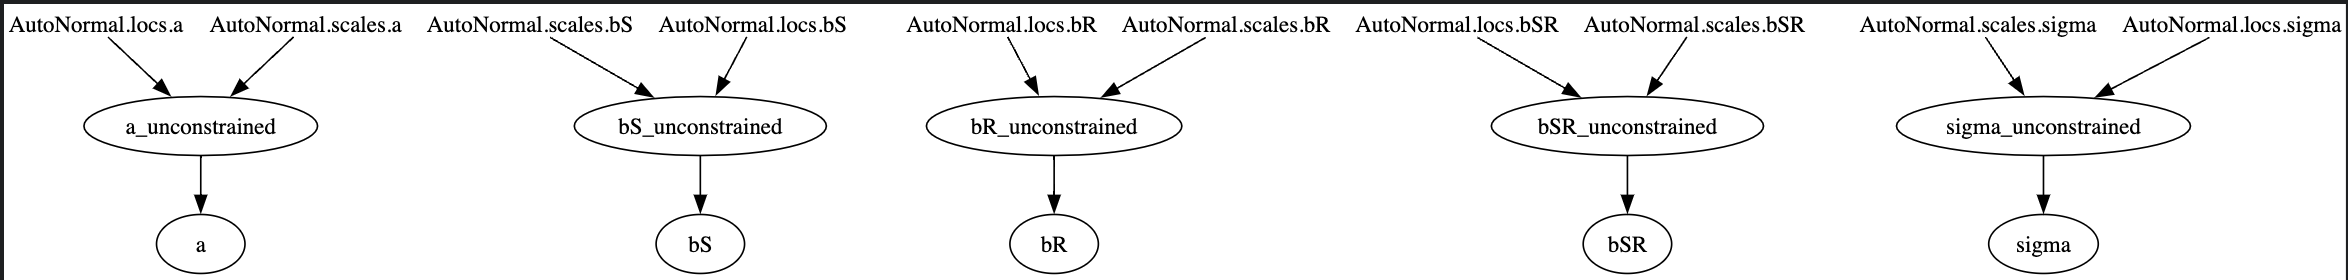 AutoNormal.locs.a AutoNormal.scales.a AutoNormal.scales.bS AutoNormal.locs.bS AutoNormal.locs.bR AutoNormal.scales.bR AutoNormal.locs.bSR AutoNormal.scales.bSR AutoNormal.scales.sigma AutoNormal.locs.sigma
a_unconstrained bS_unconstrained bR_unconstrained bSR_unconstrained sigma_unconstrained
a bS bR bSR sigma